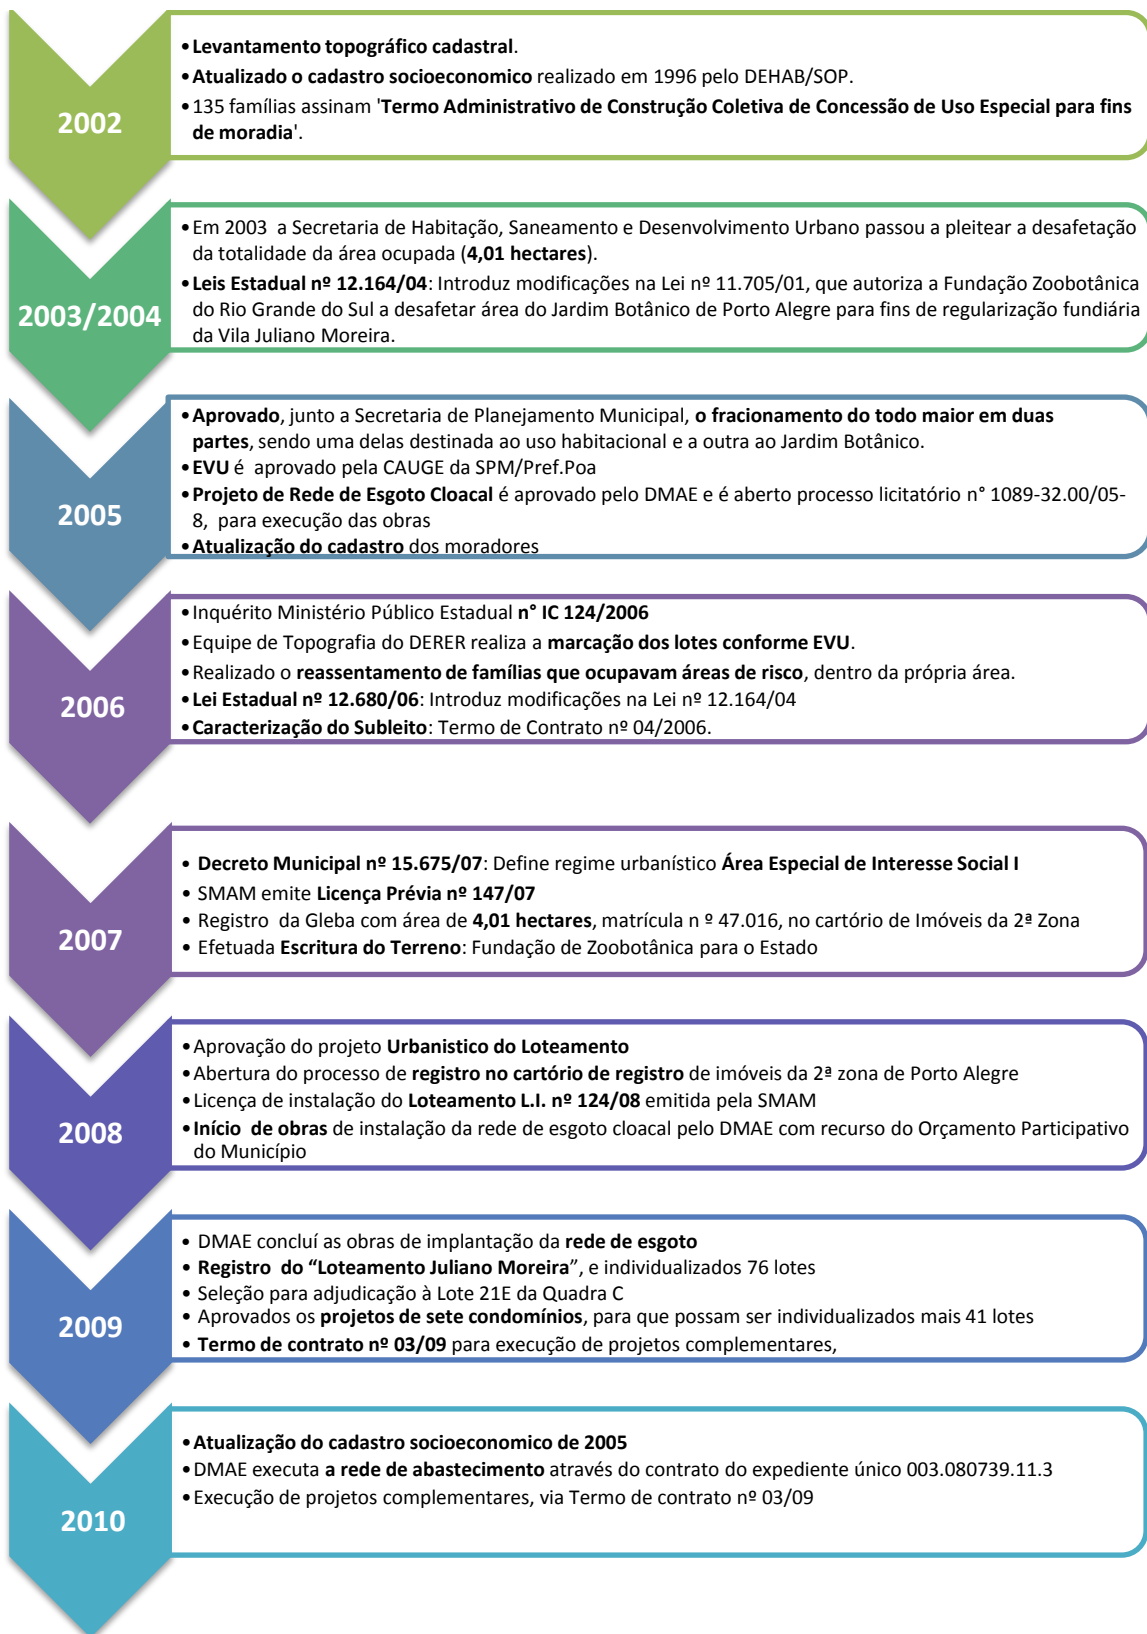 2002
•Levantamento topográfico cadastral.
•Atualizado o cadastro socioeconomico realizado em 1996 pelo DEHAB/SOP.
•135 famílias assinam 'Termo Administrativo de Construção Coletiva de Concessão de Uso Especial para fins
de moradia'.
2003/2004
•Em 2003 a Secretaria de Habitação, Saneamento e Desenvolvimento Urbano passou a pleitear a desafetação
da totalidade da área ocupada (4,01 hectares).
•Leis Estadual nº 12.164/04: Introduz modificações na Lei nº 11.705/01, que autoriza a Fundação Zoobotânica
do Rio Grande do Sul a desafetar área do Jardim Botânico de Porto Alegre para fins de regularização fundiária
da Vila Juliano Moreira.
2005
•Aprovado, junto a Secretaria de Planejamento Municipal, o fracionamento do todo maior em duas
partes, sendo uma delas destinada ao uso habitacional e a outra ao Jardim Botânico.
•EVU é aprovado pela CAUGE da SPM/Pref.Poa
•Projeto de Rede de Esgoto Cloacal é aprovado pelo DMAE e é aberto processo licitatório n° 1089-32.00/05-
8, para execução das obras
•Atualização do cadastro dos moradores
2006
•Inquérito Ministério Público Estadual n° IC 124/2006
•Equipe de Topografia do DERER realiza a marcação dos lotes conforme EVU.
•Realizado o reassentamento de famílias que ocupavam áreas de risco, dentro da própria área.
•Lei Estadual nº 12.680/06: Introduz modificações na Lei nº 12.164/04
•Caracterização do Subleito: Termo de Contrato nº 04/2006.
2007
• Decreto Municipal nº 15.675/07: Define regime urbanístico Área Especial de Interesse Social I
• SMAM emite Licença Prévia nº 147/07
• Registro da Gleba com área de 4,01 hectares, matrícula n º 47.016, no cartório de Imóveis da 2ª Zona
• Efetuada Escritura do Terreno: Fundação de Zoobotânica para o Estado
2008
•Aprovação do projeto Urbanistico do Loteamento
•Abertura do processo de registro no cartório de registro de imóveis da 2ª zona de Porto Alegre
•Licença de instalação do Loteamento L.I. nº 124/08 emitida pela SMAM
•Início de obras de instalação da rede de esgoto cloacal pelo DMAE com recurso do Orçamento Participativo
do Município
2009
• DMAE concluí as obras de implantação da rede de esgoto
• Registro do “Loteamento Juliano Moreira”, e individualizados 76 lotes
• Seleção para adjudicação à Lote 21E da Quadra C
• Aprovados os projetos de sete condomínios, para que possam ser individualizados mais 41 lotes
• Termo de contrato nº 03/09 para execução de projetos complementares,
2010
•Atualização do cadastro socioeconomico de 2005
•DMAE executa a rede de abastecimento através do contrato do expediente único 003.080739.11.3
•Execução de projetos complementares, via Termo de contrato nº 03/09